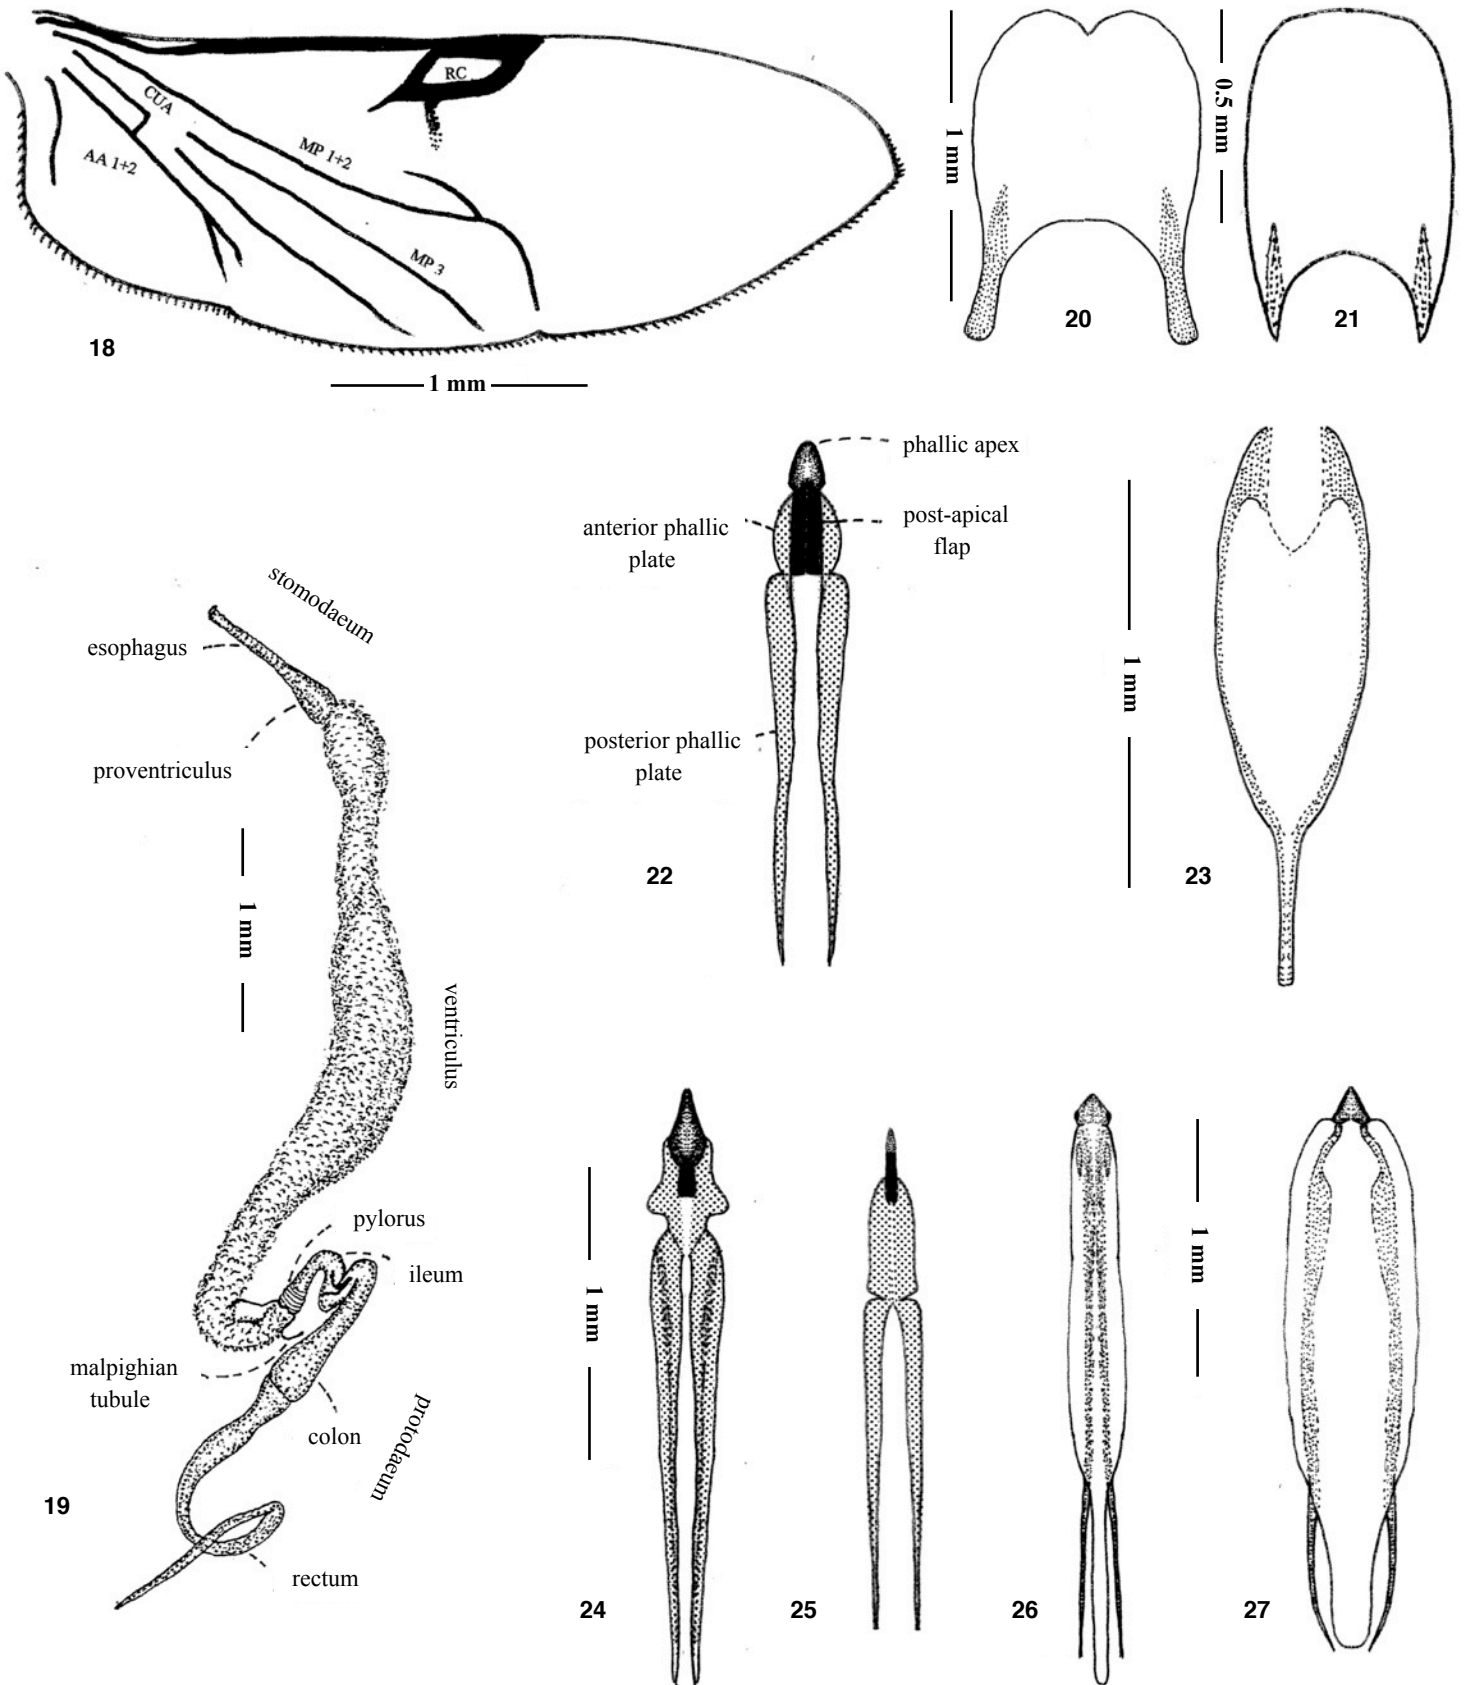 RC
CUA
MP 1+2
AA 1+2
MP 3
18
1 mm
1 mm
20
0.5 mm
21
stomodaeum
esophagus
proventriculus
1 mm
ventriculus
pylorus
ileum
malpighian
tubule
colon
protodaeum
rectum
19
phallic apex
anterior phallic
plate
post-apical
flap
posterior phallic
plate
22
1 mm
23
1 mm
24
25
26
1 mm
27